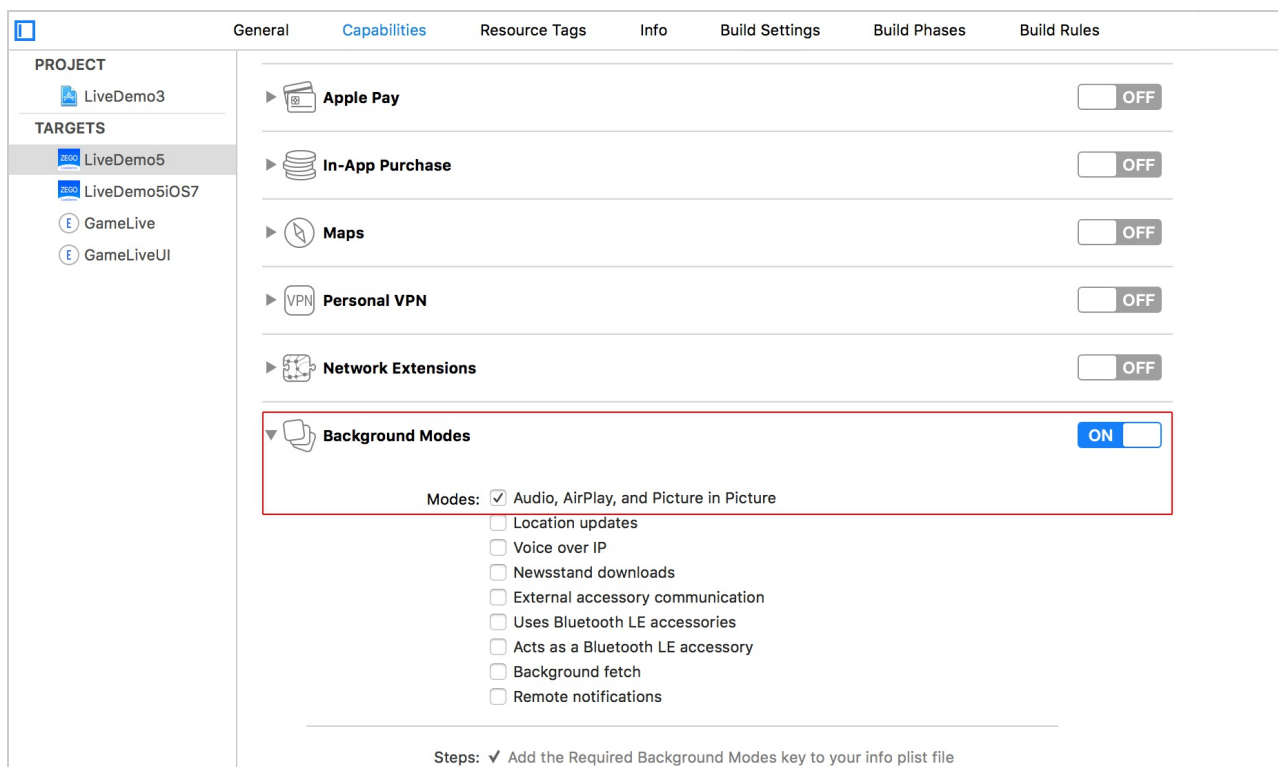 General Capabilities Resource Tags Info Build Settings Build Phases Build Rules
PROJECT
LiveDemo3
TARGETS
ZEGO LiveDemo5
ZEGO LiveDemo5iOS7
E GameLive
E GameLiveUI
Apple Pay OFF
In-App Purchase OFF
Maps OFF
VPN Personal VPN OFF
Network Extensions OFF
Background Modes ON
Modes: Audio, AirPlay, and Picture in Picture
Location updates
Voice over IP
Newsstand downloads
External accessory communication
Uses Bluetooth LE accessories
Acts as a Bluetooth LE accessory
Background fetch
Remote notifications
Steps: ✓ Add the Required Background Modes key to your info plist file